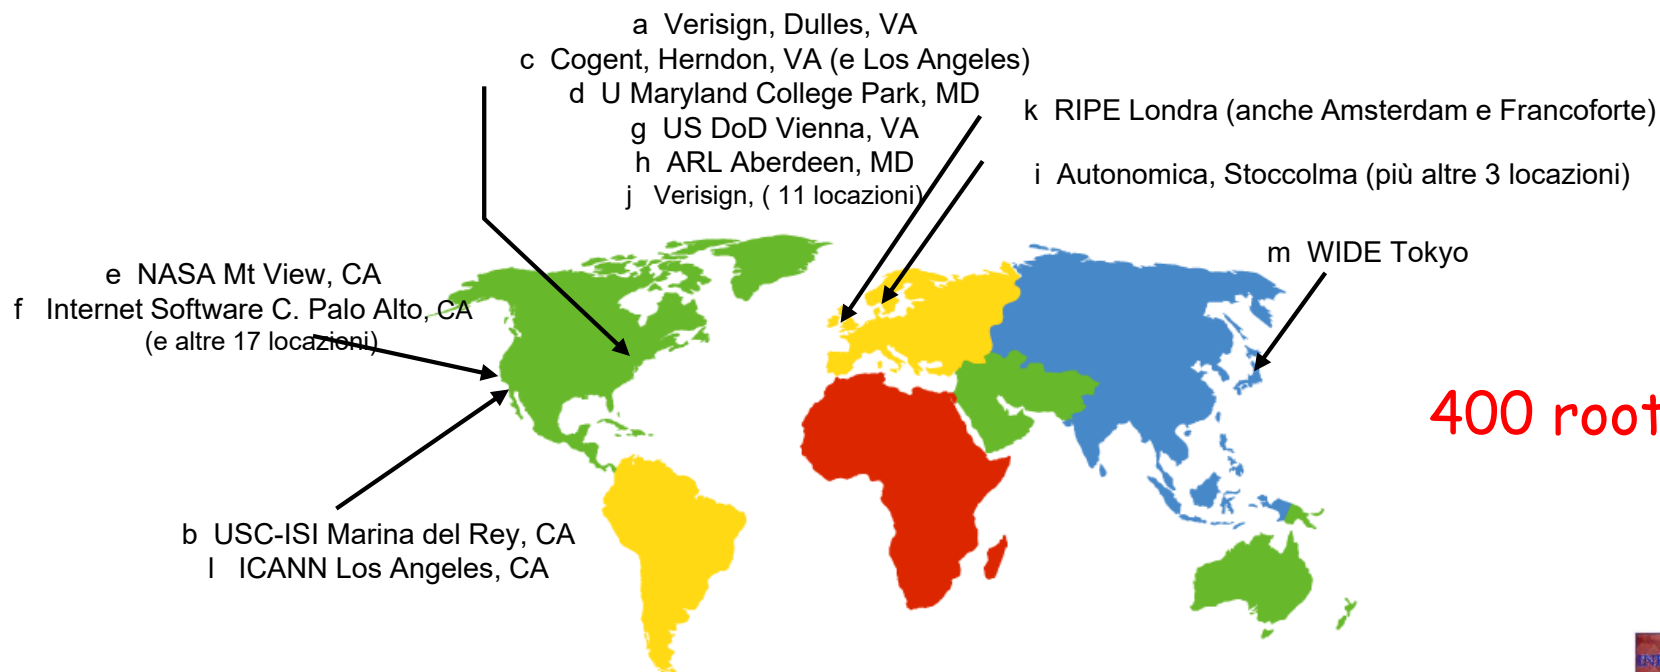 a Verisign, Dulles, VA
c Cogent, Herndon, VA (e Los Angeles)
d U Maryland College Park, MD
g US DoD Vienna, VA
h ARL Aberdeen, MD
j Verisign, ( 11 locazioni)
k RIPE Londra (anche Amsterdam e Francoforte)
i Autonomica, Stoccolma (più altre 3 locazioni)
m WIDE Tokyo
e NASA Mt View, CA
f Internet Software C. Palo Alto, CA
(e altre 17 locazioni)
b USC-ISI Marina del Rey, CA
l ICANN Los Angeles, CA
400 root